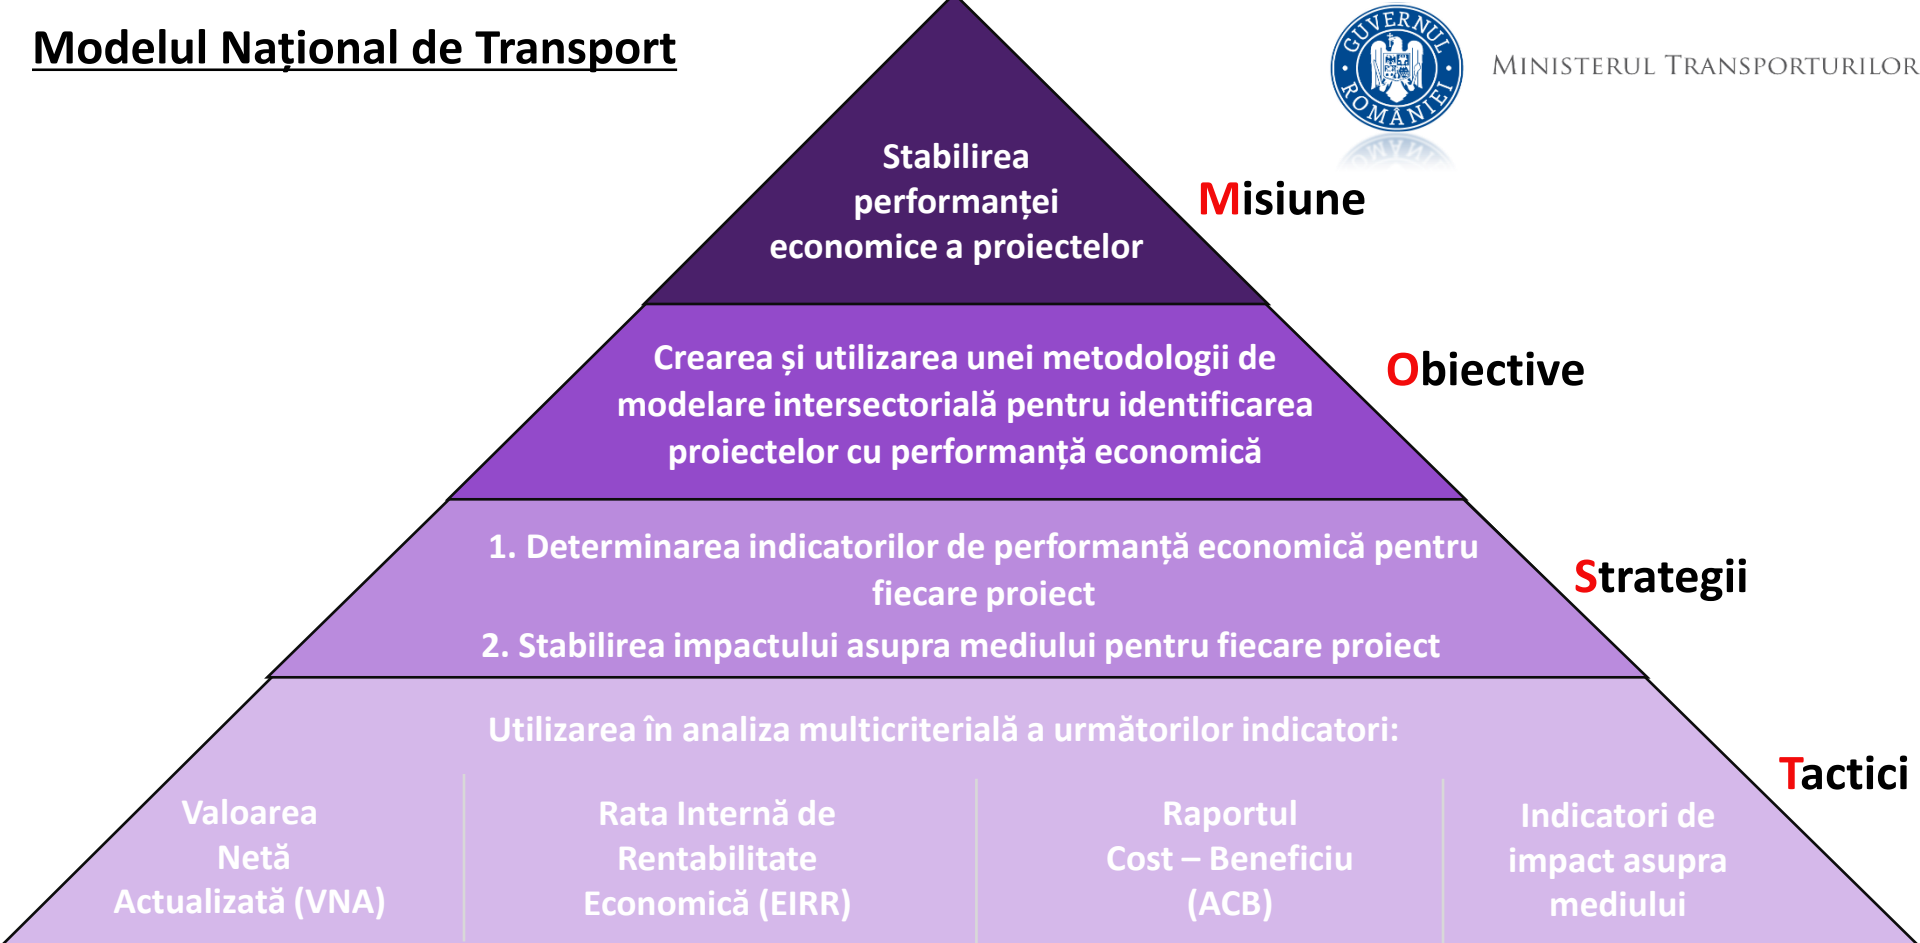 Modelul Național de Transport
GUVERNUL ROMÂNIEI
MINISTERUL TRANSPORTURILOR
Stabilirea
performanței
economice a proiectelor
Misiune
Crearea și utilizarea unei metodologii de
modelare intersectorială pentru identificarea
proiectelor cu performanță economică
Obiective
1. Determinarea indicatorilor de performanță economică pentru
fiecare proiect
2. Stabilirea impactului asupra mediului pentru fiecare proiect
Strategii
Utilizarea în analiza multicriterială a următorilor indicatori:
Tactici
Valoarea
Netă
Actualizată (VNA)
Rata Internă de
Rentabilitate
Economică (EIRR)
Raportul
Cost – Beneficiu
(ACB)
Indicatori de
impact asupra
mediului